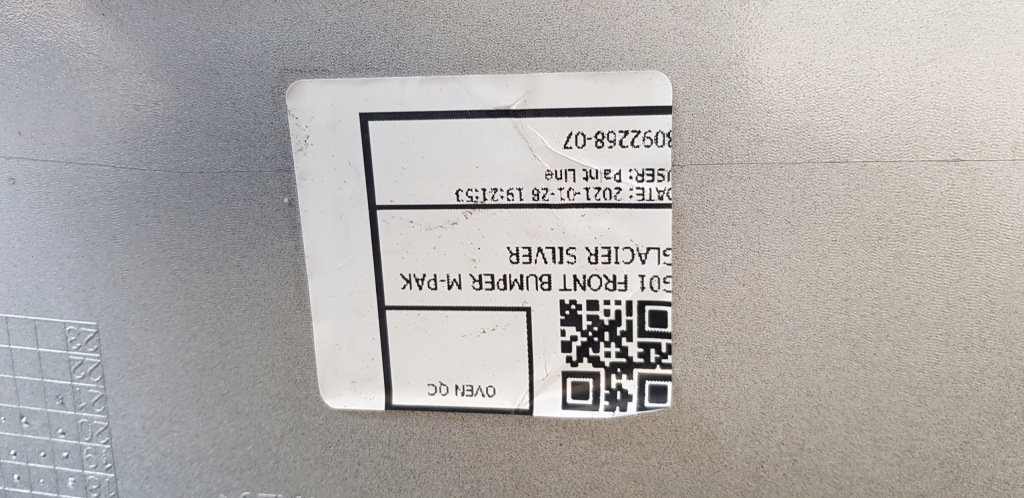 OVEN QC
G01 FRONT BUMPER M-PAK
GLACIER SILVER
DATE: 2021-01-26 19:21:53
USER: Paint Line
8092268-07